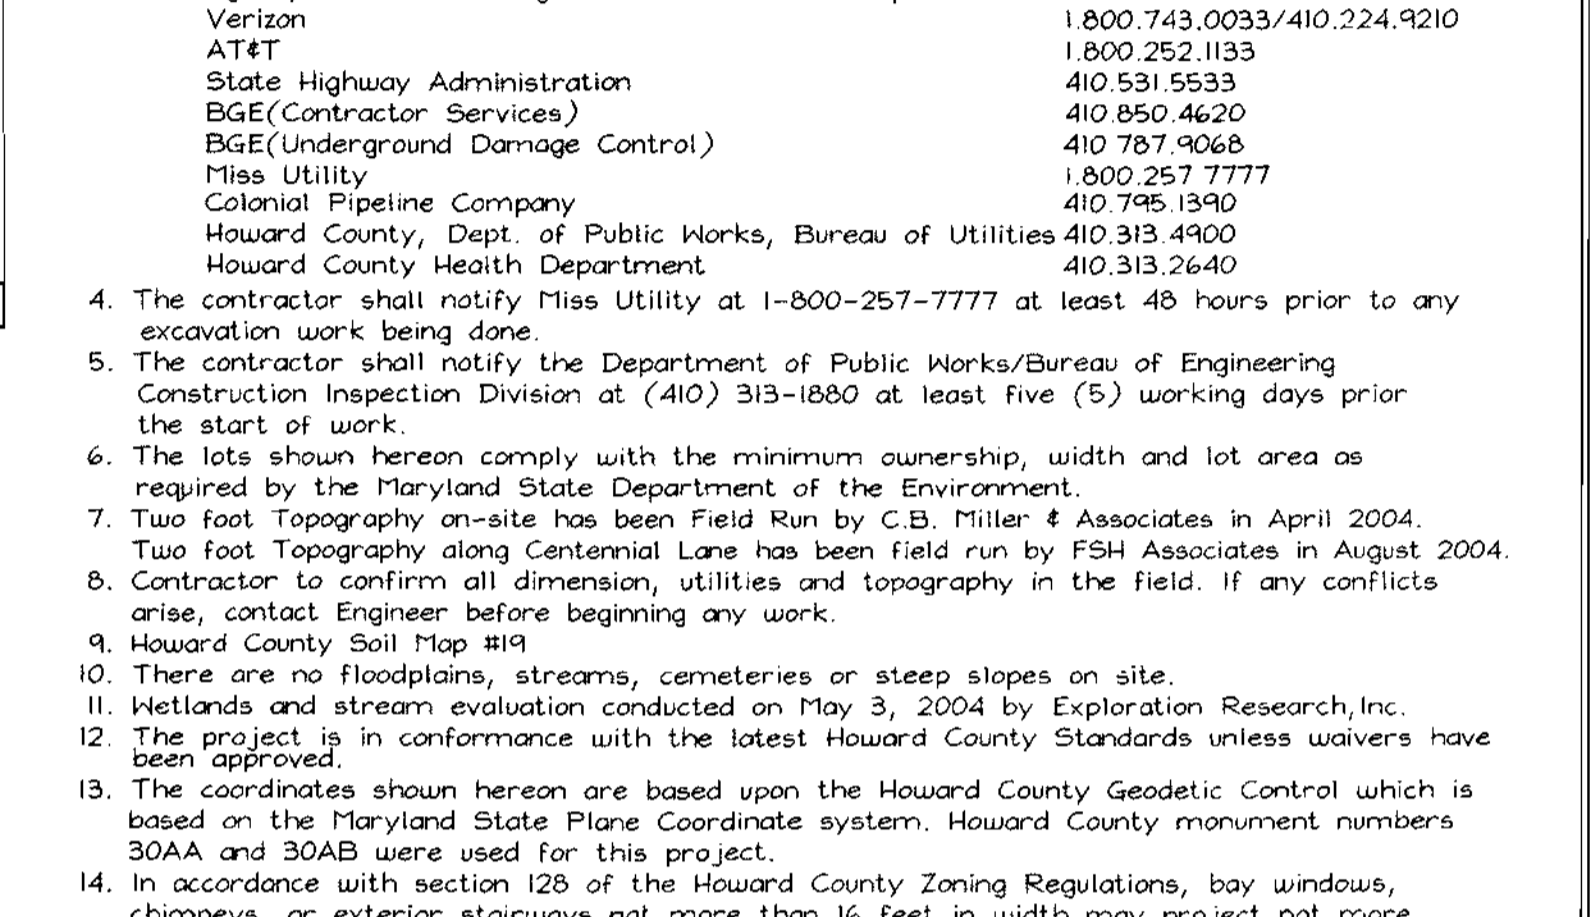 Verizon 1.800.743.0033/410.224.9210
AT&T 1.800.252.1133
State Highway Administration 410.531.5533
BGE(Contractor Services) 410.850.4620
BGE(Underground Damage Control) 410 787.9068
Miss Utility 1.800.257 7777
Colonial Pipeline Company 410.795.1390
Howard County, Dept. of Public Works, Bureau of Utilities 410.313.4900
Howard County Health Department 410.313.2640
4. The contractor shall notify Miss Utility at 1-800-257-7777 at least 48 hours prior to any
excavation work being done.
5. The contractor shall notify the Department of Public Works/Bureau of Engineering
Construction Inspection Division at (410) 313-1880 at least five (5) working days prior
the start of work.
6. The lots shown hereon comply with the minimum ownership, width and lot area as
required by the Maryland State Department of the Environment.
7. Two foot Topography on-site has been Field Run by C.B. Miller & Associates in April 2004.
Two foot Topography along Centennial Lane has been field run by FSH Associates in August 2004.
8. Contractor to confirm all dimension, utilities and topography in the field. If any conflicts
arise, contact Engineer before beginning any work.
9. Howard County Soil Map #19
10. There are no floodplains, streams, cemeteries or steep slopes on site.
11. Wetlands and stream evaluation conducted on May 3, 2004 by Exploration Research, Inc.
12. The project is in conformance with the latest Howard County Standards unless waivers have
been approved.
13. The coordinates shown hereon are based upon the Howard County Geodetic Control which is
based on the Maryland State Plane Coordinate system. Howard County monument numbers
30AA and 30AB were used for this project.
14. In accordance with section 128 of the Howard County Zoning Regulations, bay windows,
chimneys, or exterior stairways not more than 16 feet in width may project not more